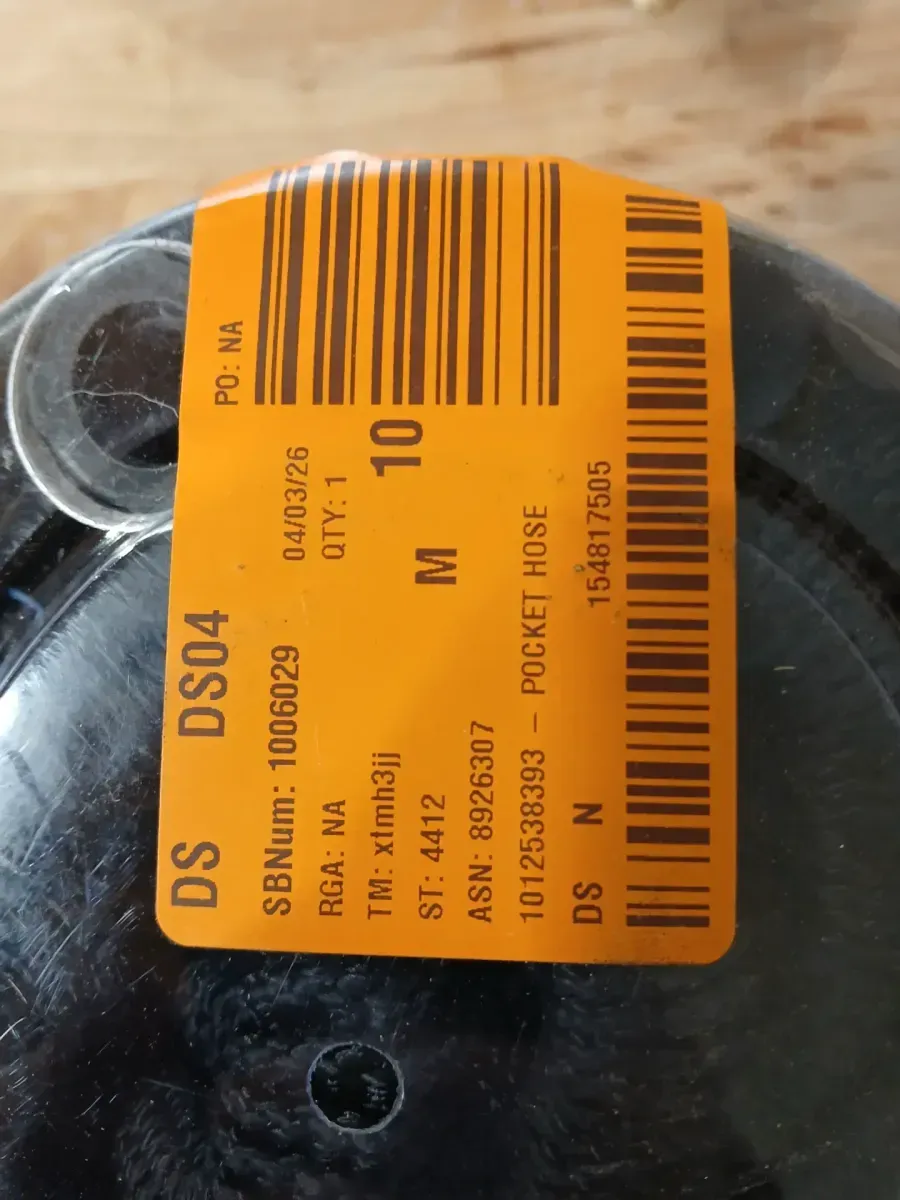 DS DS04
PO: NA
SBNum: 1006029 04/03/26
RGA: NA QTY: 1
TM: xtmh3jj 10
ST: 4412 M
ASN: 8926307
1012538393 – POCKET HOSE
DS N 154817505